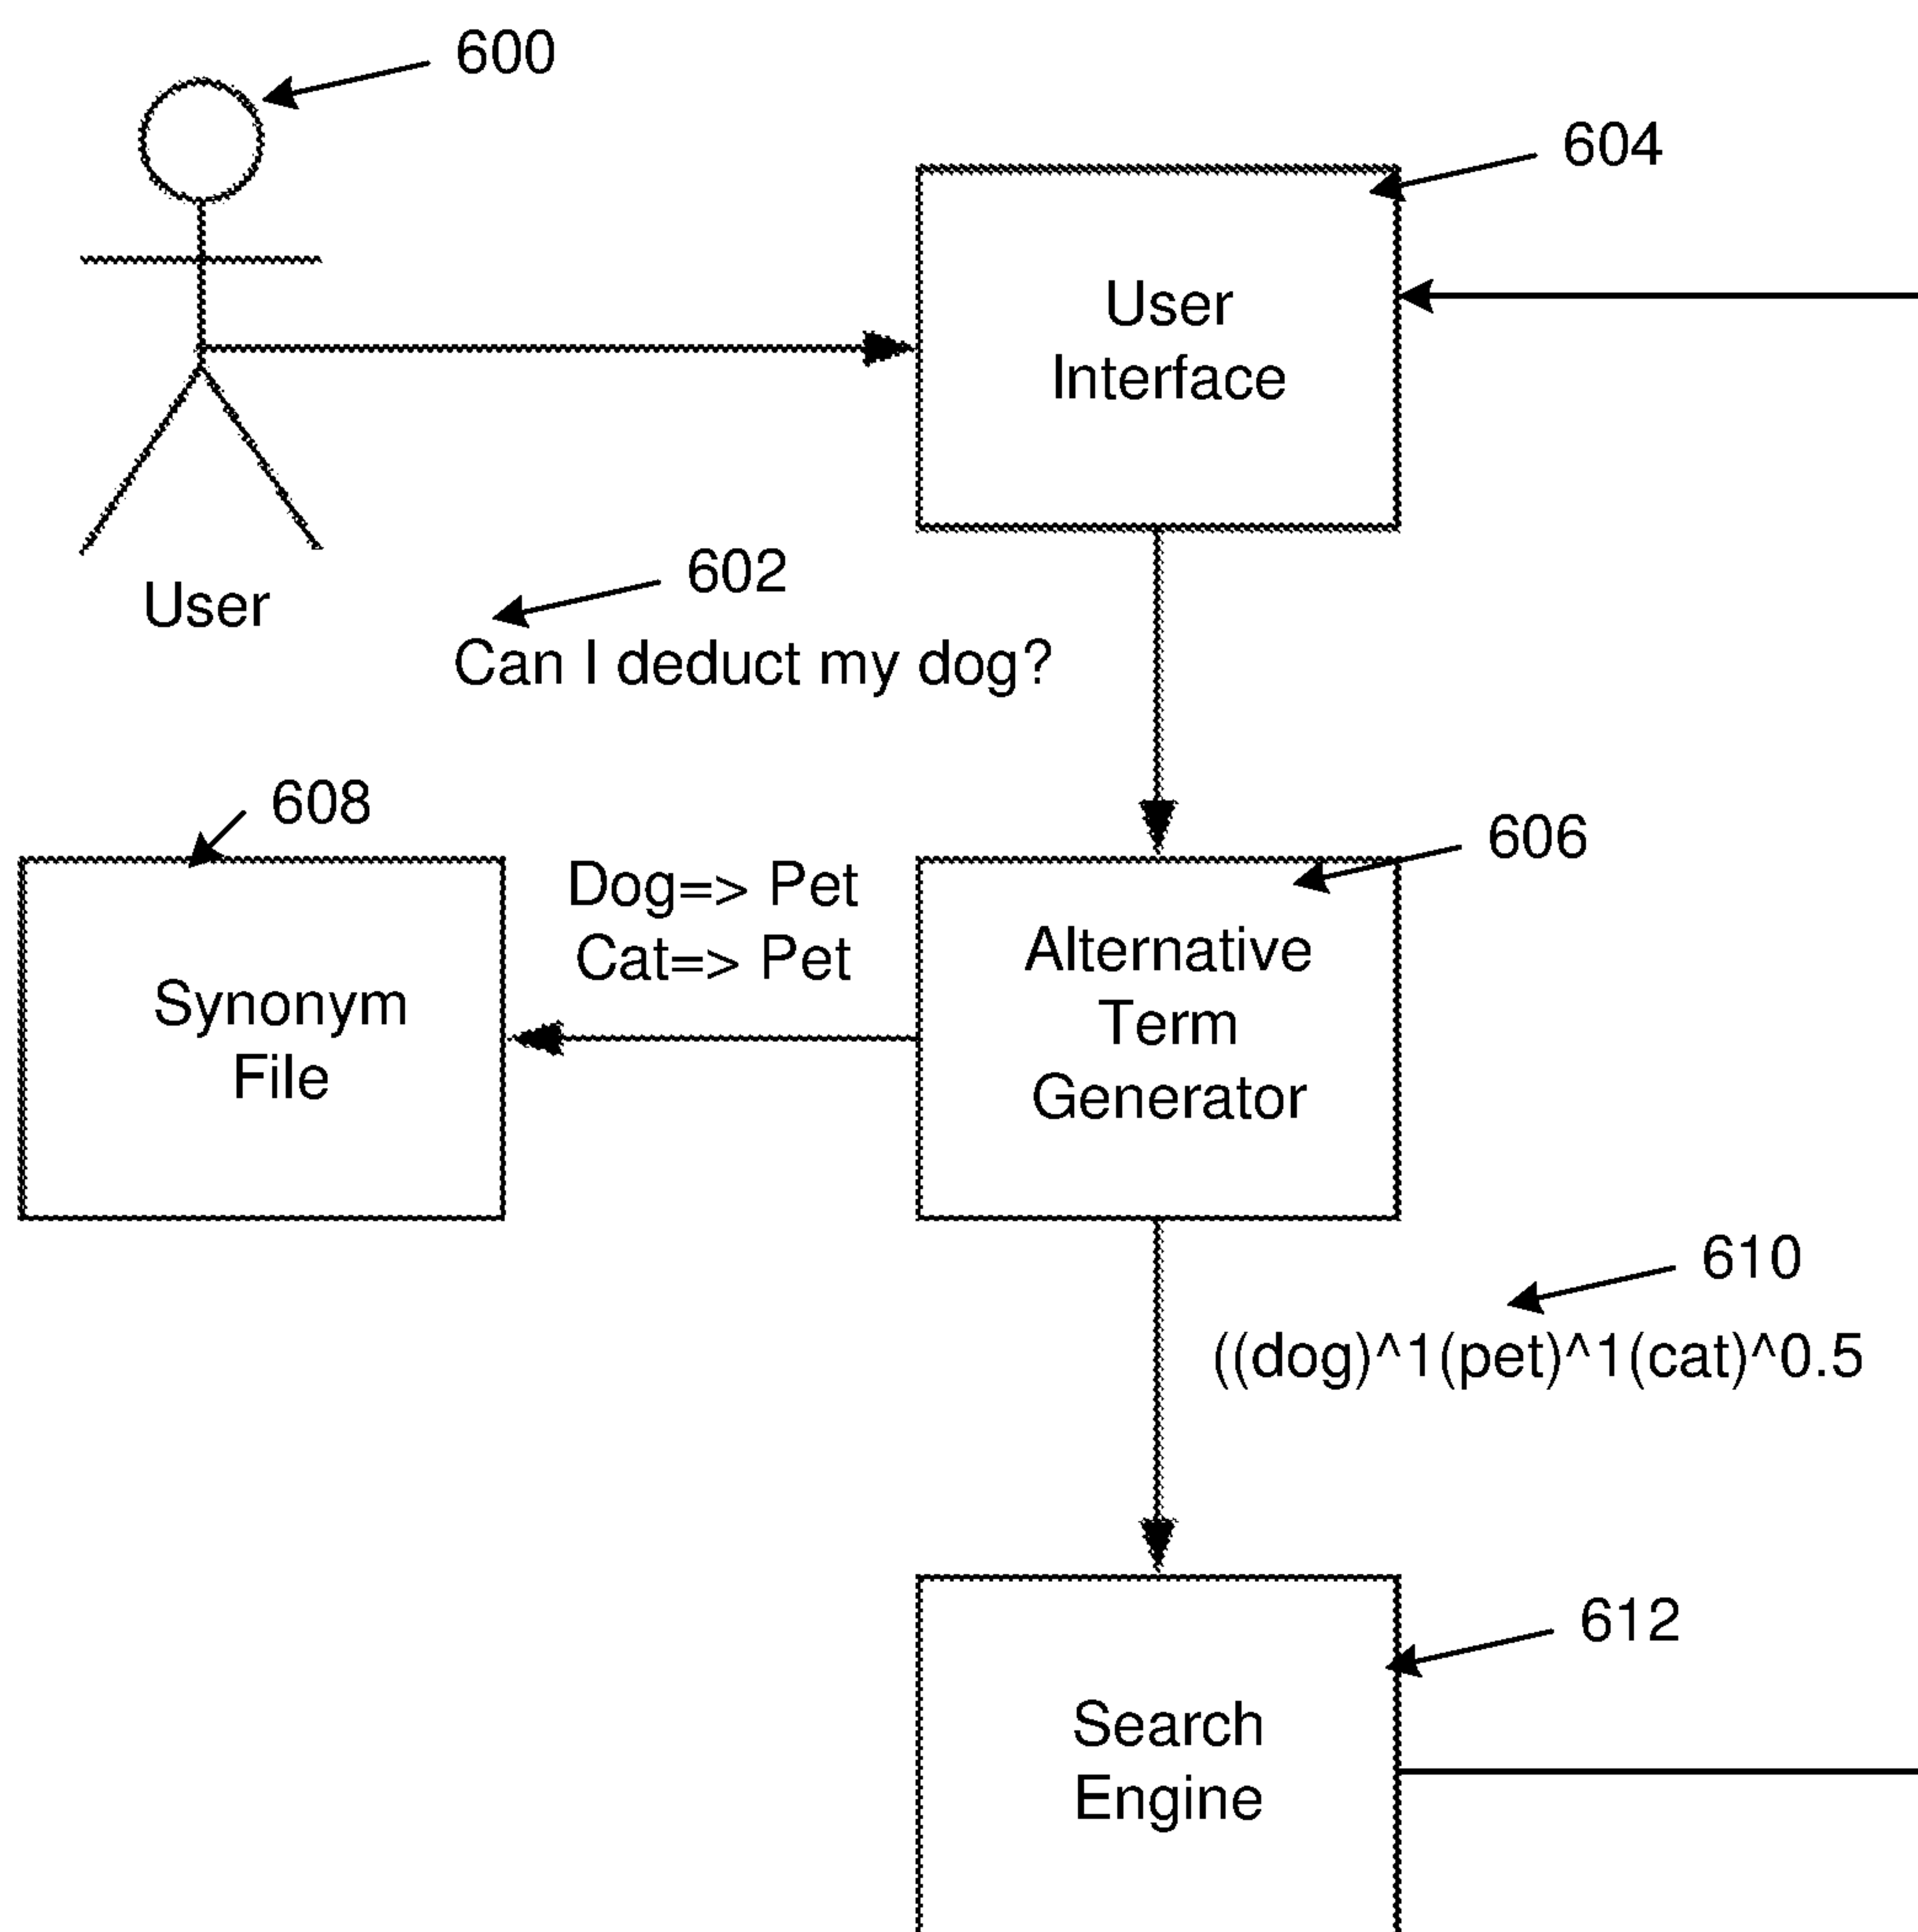 600
604
User
Interface
602
User
Can I deduct my dog?
608
606
Dog=> Pet
Cat=> Pet
Synonym
File
Alternative
Term
Generator
610
((dog)^1(pet)^1(cat)^0.5
612
Search
Engine